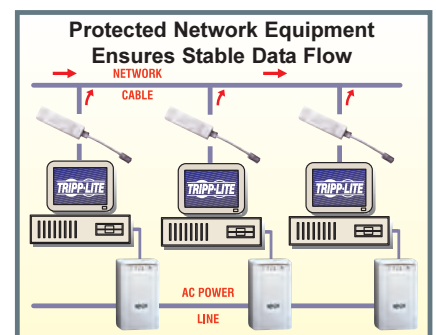 Protected Network Equipment
Ensures Stable Data Flow
NETWORK
CABLE
TRIPP·LITE
TRIPP·LITE
TRIPP·LITE
AC POWER
LINE